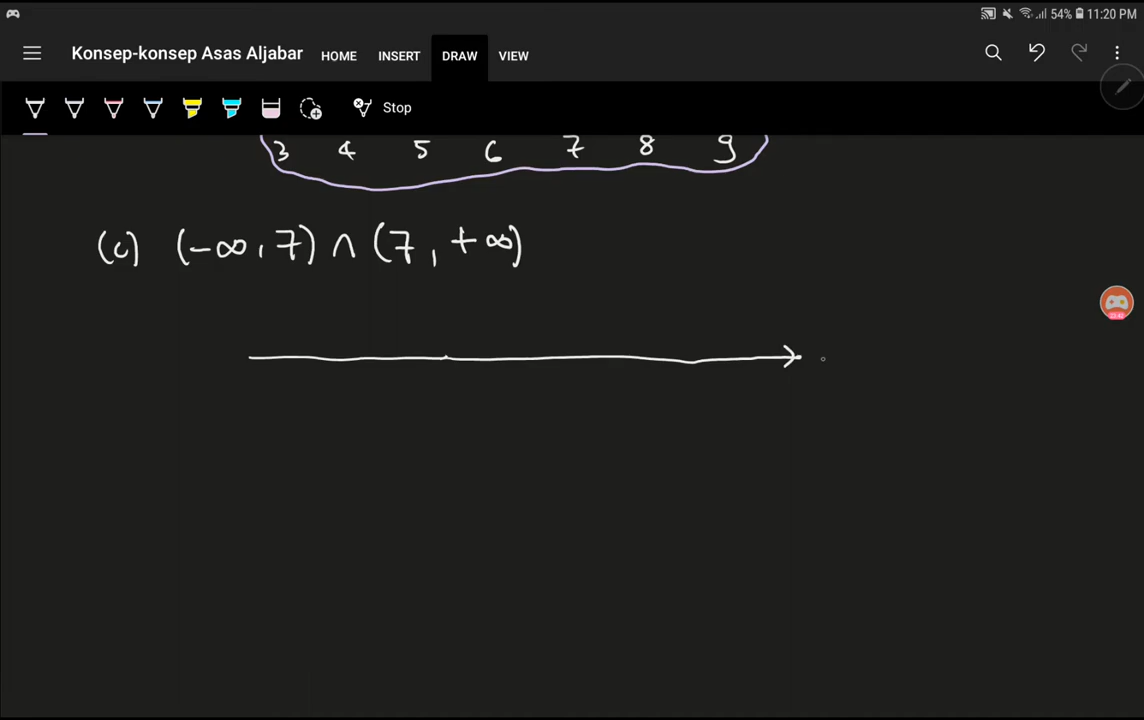 54% 11:20 PM
Konsep-konsep Asas Aljabar HOME INSERT DRAW VIEW
Stop
3 4 5 6 7 8 9
(c) (-∞, 7) ∩ (7, +∞)